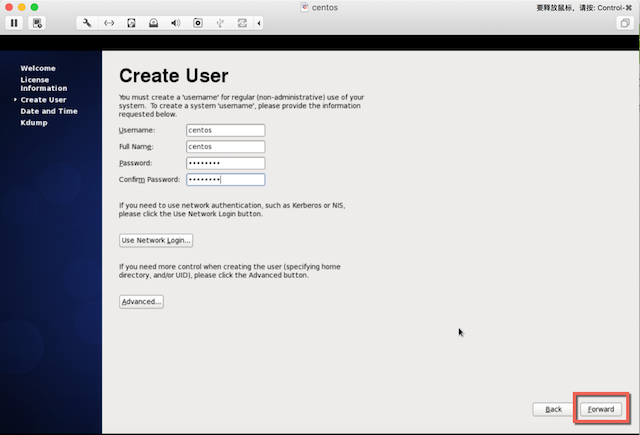 centos
要释放鼠标，请按: Control-⌘
Welcome
License
Information
Create User
Date and Time
Kdump
Create User
You must create a 'username' for regular (non-administrative) use of your
system.  To create a system 'username', please provide the information
requested below.
Username: centos
Full Name: centos
Password: ••••••••
Confirm Password: ••••••••
If you need to use network authentication, such as Kerberos or NIS,
please click the Use Network Login button.
Use Network Login...
If you need more control when creating the user (specifying home
directory, and/or UID), please click the Advanced button.
Advanced...
Back
Forward